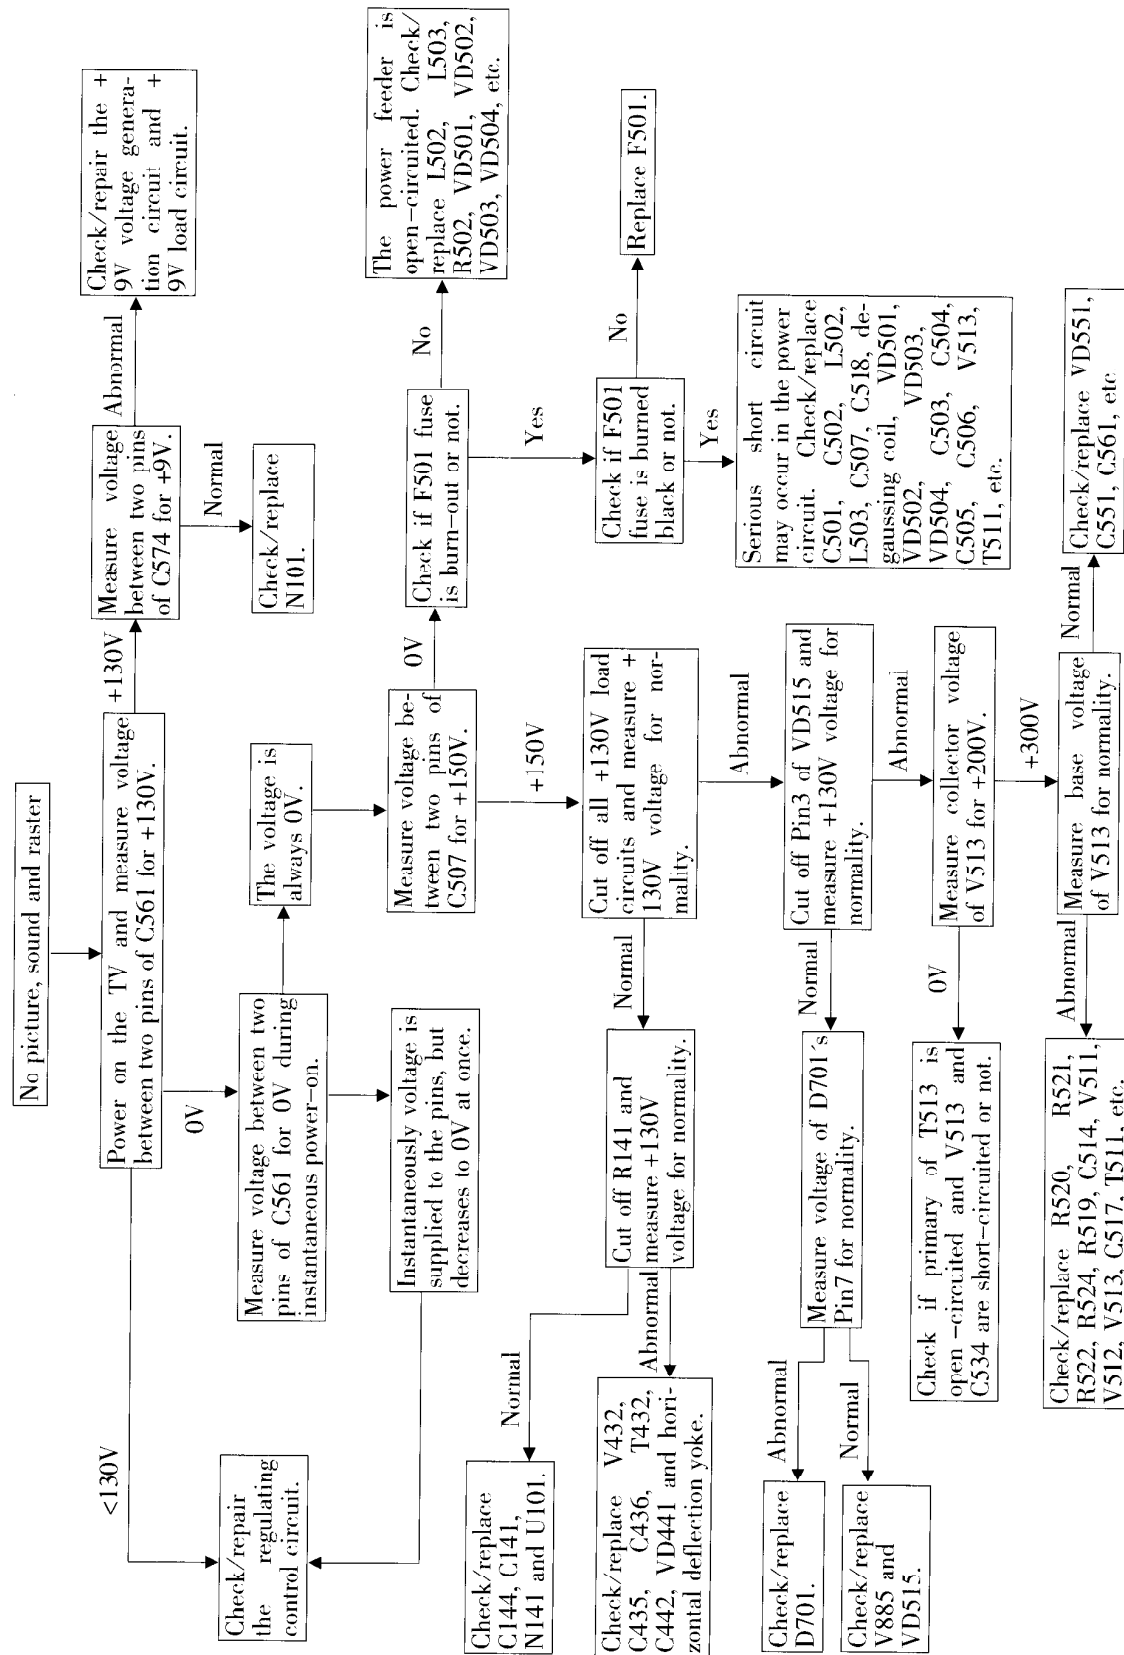 No picture, sound and raster
Power on the TV and measure voltage
between two pins of C561 for +130V.
<130V
0V
+130V
Measure voltage
between two pins
of C574 for +9V.
Abnormal
Check/repair the +
9V voltage genera-
tion circuit and +
9V load circuit.
Normal
Check/replace
N101.
Check/repair
the regulating
control circuit.
Measure voltage between two
pins of C561 for 0V during
instantaneous power-on.
The voltage is
always 0V.
Instantaneously voltage is
supplied to the pins, but
decreases to 0V at once.
Measure voltage be-
tween two pins of
C507 for +150V.
0V
Check if F501 fuse
is burn-out or not.
No
The power feeder is
open-circuited. Check/
replace L502, L503,
R502, VD501, VD502,
VD503, VD504, etc.
Yes
Check if F501
fuse is burned
black or not.
No
Replace F501.
Yes
Serious short circuit
may occur in the power
circuit. Check/replace
C501, C502, L502,
L503, C507, C518, de-
gaussing coil, VD501,
VD502, VD503,
VD504, C503, C504,
C505, C506, V513,
T511, etc.
+150V
Cut off all +130V load
circuits and measure +
130V voltage for nor-
mality.
Normal
Cut off R141 and
measure +130V
voltage for normality.
Normal
Check/replace
C144, C141,
N141 and U101.
Abnormal
Check/replace V432,
C435, C436, T432,
C442, VD441 and hori-
zontal deflection yoke.
Abnormal
Cut off Pin3 of VD515 and
measure +130V voltage for
normality.
Normal
Measure voltage of D701´s
Pin7 for normality.
Abnormal
Check/replace
D701.
Normal
Check/replace
V885 and
VD515.
Abnormal
Measure collector voltage
of V513 for +200V.
0V
Check if primary of T513 is
open-circuited and V513 and
C534 are short-circuited or not.
+300V
Measure base voltage
of V513 for normality.
Abnormal
Check/replace R520, R521,
R522, R524, R519, C514, V511,
V512, V513, C517, T511, etc.
Normal
Check/replace VD551,
C551, C561, etc